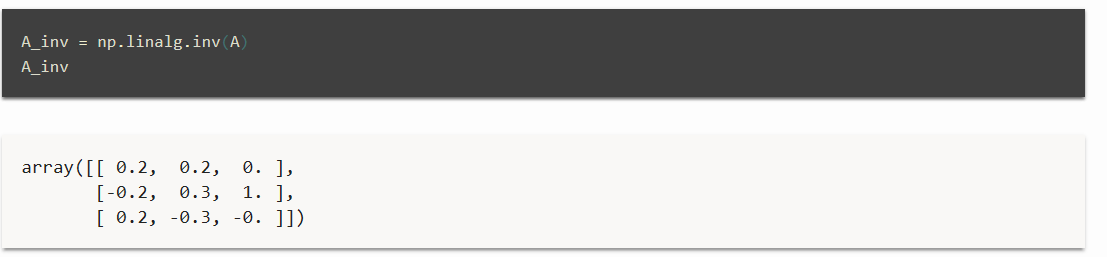 A_inv = np.linalg.inv(A)
A_inv
array([[ 0.2,  0.2,  0. ],
       [-0.2,  0.3,  1. ],
       [ 0.2, -0.3, -0. ]])